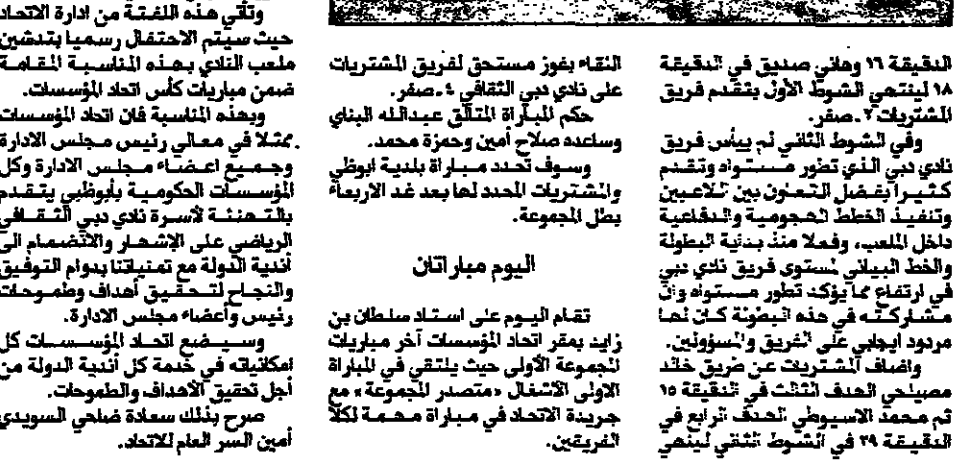 الدقيقة ١٦ وهاني صديق في الدقيقة
١٨ لينتهي الشوط الأول بتقدم فريق
المشتريات ٢ ـ صفر.
وفي الشوط الثاني لم ييأس فريق
نادي دبي الذي تطور مستواه وتقدم
كثيرا بفضل التعاون بين اللاعبين
وتنفيذ الخطط الهجومية والدفاعية
داخل الملعب، وفعلا منذ بداية البطولة
والخط البياني لمستوى فريق نادي دبي
في ارتفاع مما يؤكد تطور مستواه وان
مشاركته في هذه البطولة كان لها
مردود ايجابي على الفريق والمسؤولين.
واضاف المشتريات عن طريق خالد
مصيلحي الهدف الثالث في الدقيقة ١٥
ثم محمد الاسيوطي الهدف الرابع في
الدقيقة ٢٩ في الشوط الثاني لينهي
اللقاء بفوز مستحق لفريق المشتريات
على نادي دبي الثقافي ٤ ـ صفر.
حكم المباراة المتألق عبدالله البناي
وساعده صلاح أمين وحمزة محمد.
وسوف تحدد مباراة بلدية ابوظبي
والمشتريات المحدد لها بعد غد الاربعاء
بطل المجموعة.
اليوم مباراتان
تقام اليوم على استاد سلطان بن
زايد بمقر اتحاد المؤسسات آخر مباريات
المجموعة الأولى حيث يلتقي في المباراة
الاولى الأشغال «متصدر المجموعة» مع
جريدة الاتحاد في مباراة مهمة لكلا
الفريقين.
وتأتي هذه اللفتة من ادارة الاتحاد
حيث سيتم الاحتفال رسميا بتدشين
ملعب النادي بهذه المناسبة المقامة
ضمن مباريات كأس اتحاد المؤسسات.
وبهذه المناسبة فان اتحاد المؤسسات
ممثلا في معالي رئيس مجلس الادارة
وجميع اعضاء مجلس الادارة وكل
المؤسسات الحكومية بأبوظبي يتقدم
بالتهنئة لأسرة نادي دبي الثقافي
الرياضي على الإشهار والانضمام الى
أندية الدولة مع تمنياتنا بدوام التوفيق
والنجاح لتحقيق أهداف وطموحات
رئيس وأعضاء مجلس الادارة.
وسيضع اتحاد المؤسسات كل
امكانياته في خدمة كل أندية الدولة من
أجل تحقيق الأهداف والطموحات.
صرح بذلك سعادة ضاحي السويدي
أمين السر العام للاتحاد.